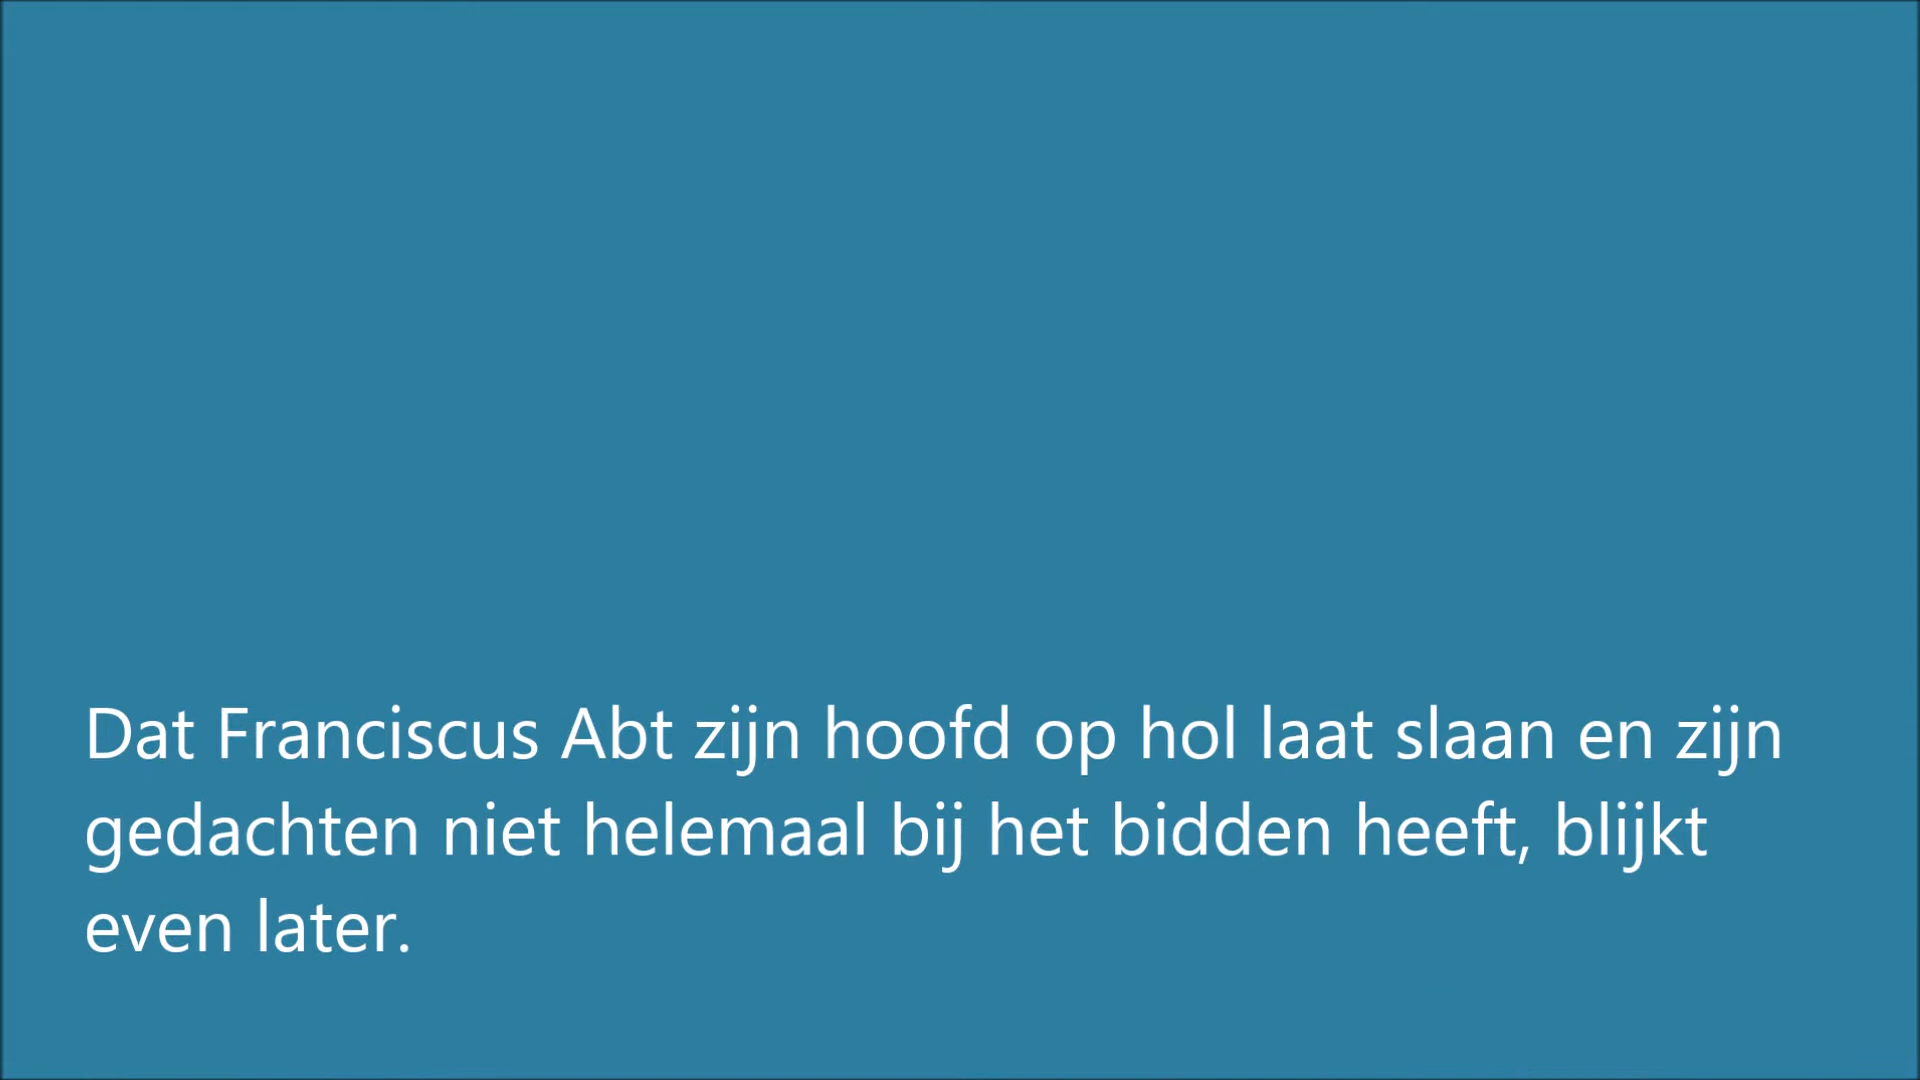 Dat Franciscus Abt zijn hoofd op hol laat slaan en zijn
gedachten niet helemaal bij het bidden heeft, blijkt
even later.